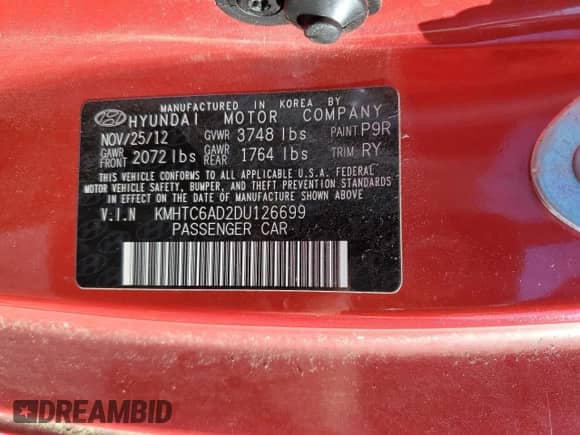 MANUFACTURED IN KOREA BY
HYUNDAI MOTOR COMPANY
NOV/25/12 GVWR 3748 lbs PAINT P9R
GAWR FRONT 2072 lbs GAWR REAR 1764 lbs TRIM RY
THIS VEHICLE CONFORMS TO ALL APPLICABLE U.S.A. FEDERAL
MOTOR VEHICLE SAFETY, BUMPER, AND THEFT PREVENTION STANDARDS
IN EFFECT ON THE DATE OF MANUFACTURE SHOWN ABOVE.
V.I.N KMHTC6AD2DU126699
PASSENGER CAR
DREAMBID